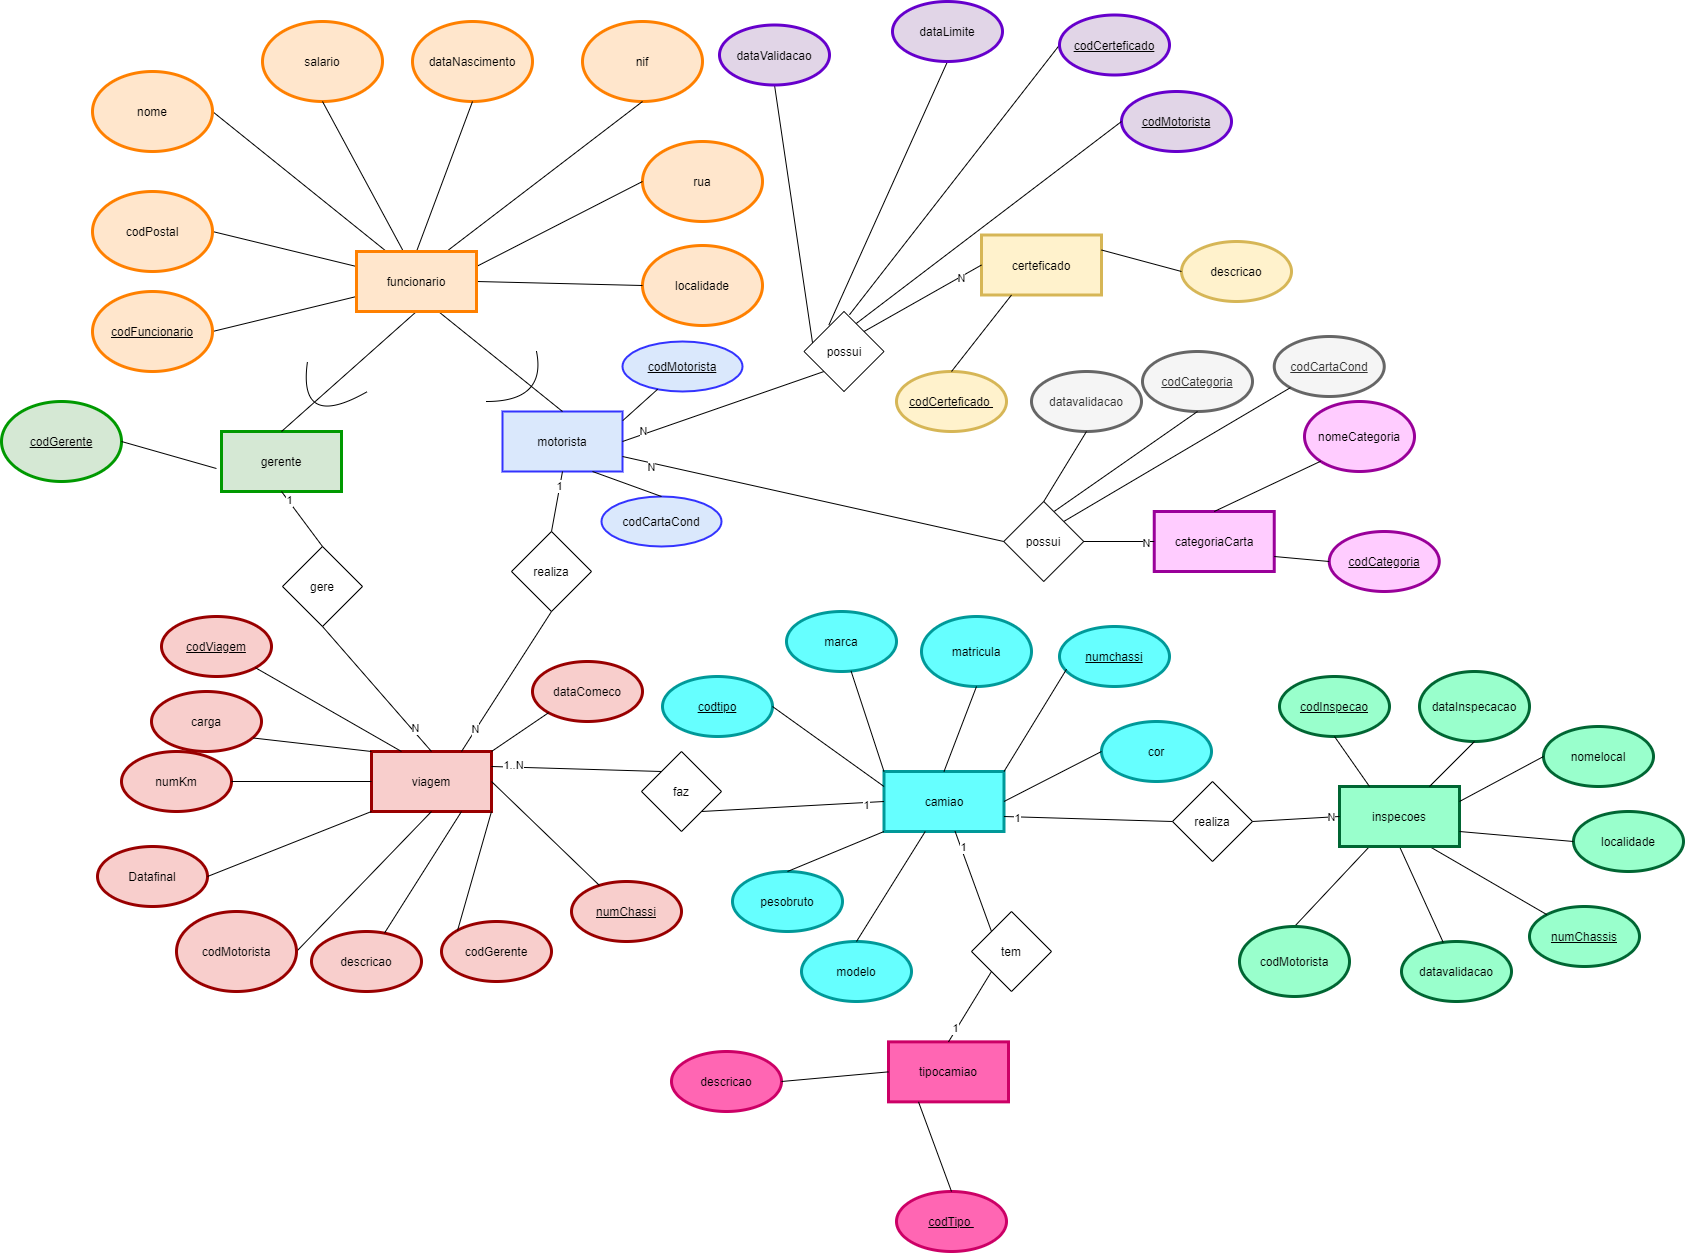 dataLimite
codCerteficado
salario
dataNascimento
nif
dataValidacao
nome
codMotorista
rua
codPostal
certeficado
descricao
N
funcionario
localidade
codFuncionario
possui
codMotorista
codCartaCond
codCategoria
codCerteficado
datavalidacao
nomeCategoria
codGerente
gerente
motorista
N
N
1
1
codCartaCond
possui
N
categoriaCarta
codCategoria
gere
realiza
codViagem
marca
matricula
numchassi
dataComeco
codtipo
codInspecao
dataInspecacao
carga
N
N
cor
nomelocal
numKm
viagem
1..N
faz
1
camiao
1
realiza
N
inspecoes
localidade
1
Datafinal
pesobruto
numChassi
numChassis
codMotorista
descricao
codGerente
modelo
tem
codMotorista
datavalidacao
1
descricao
tipocamiao
codTipo